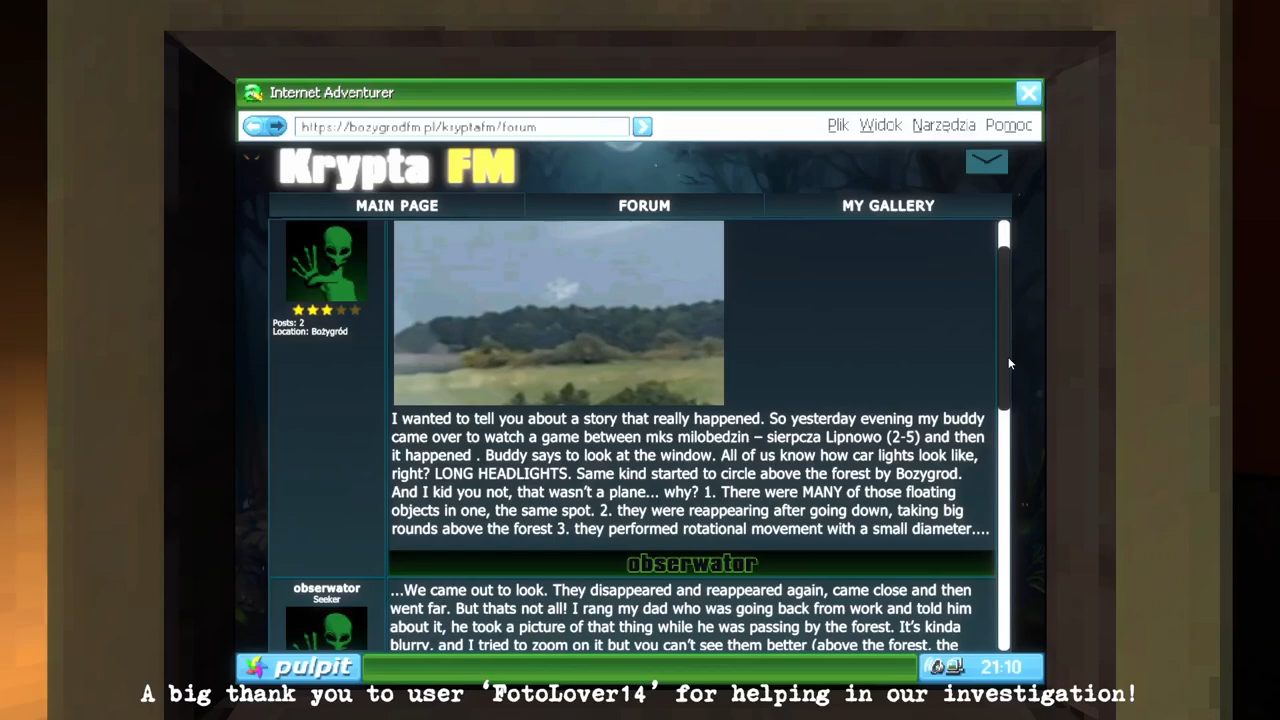 Internet Adventurer
https://bozygrodfm.pl/kryptafm/forum
Plik Widok Narzędzia Pomoc
Krypta FM
MAIN PAGE FORUM MY GALLERY
Posts: 2
Location: Bożygród
I wanted to tell you about a story that really happened. So yesterday evening my buddy
came over to watch a game between mks milobedzin – sierpcza Lipnowo (2-5) and then
it happened . Buddy says to look at the window. All of us know how car lights look like,
right? LONG HEADLIGHTS. Same kind started to circle above the forest by Bozygrod.
And I kid you not, that wasn't a plane... why? 1. There were MANY of those floating
objects in one, the same spot. 2. they were reappearing after going down, taking big
rounds above the forest 3. they performed rotational movement with a small diameter....
obserwator
obserwator
Seeker
...We came out to look. They disappeared and reappeared again, came close and then
went far. But thats not all! I rang my dad who was going back from work and told him
about it, he took a picture of that thing while he was passing by the forest. It's kinda
blurry, and I tried to zoom on it but you can't see them better (above the forest, the
pulpit
21:10
A big thank you to user ‘FotoLover14’ for helping in our investigation!